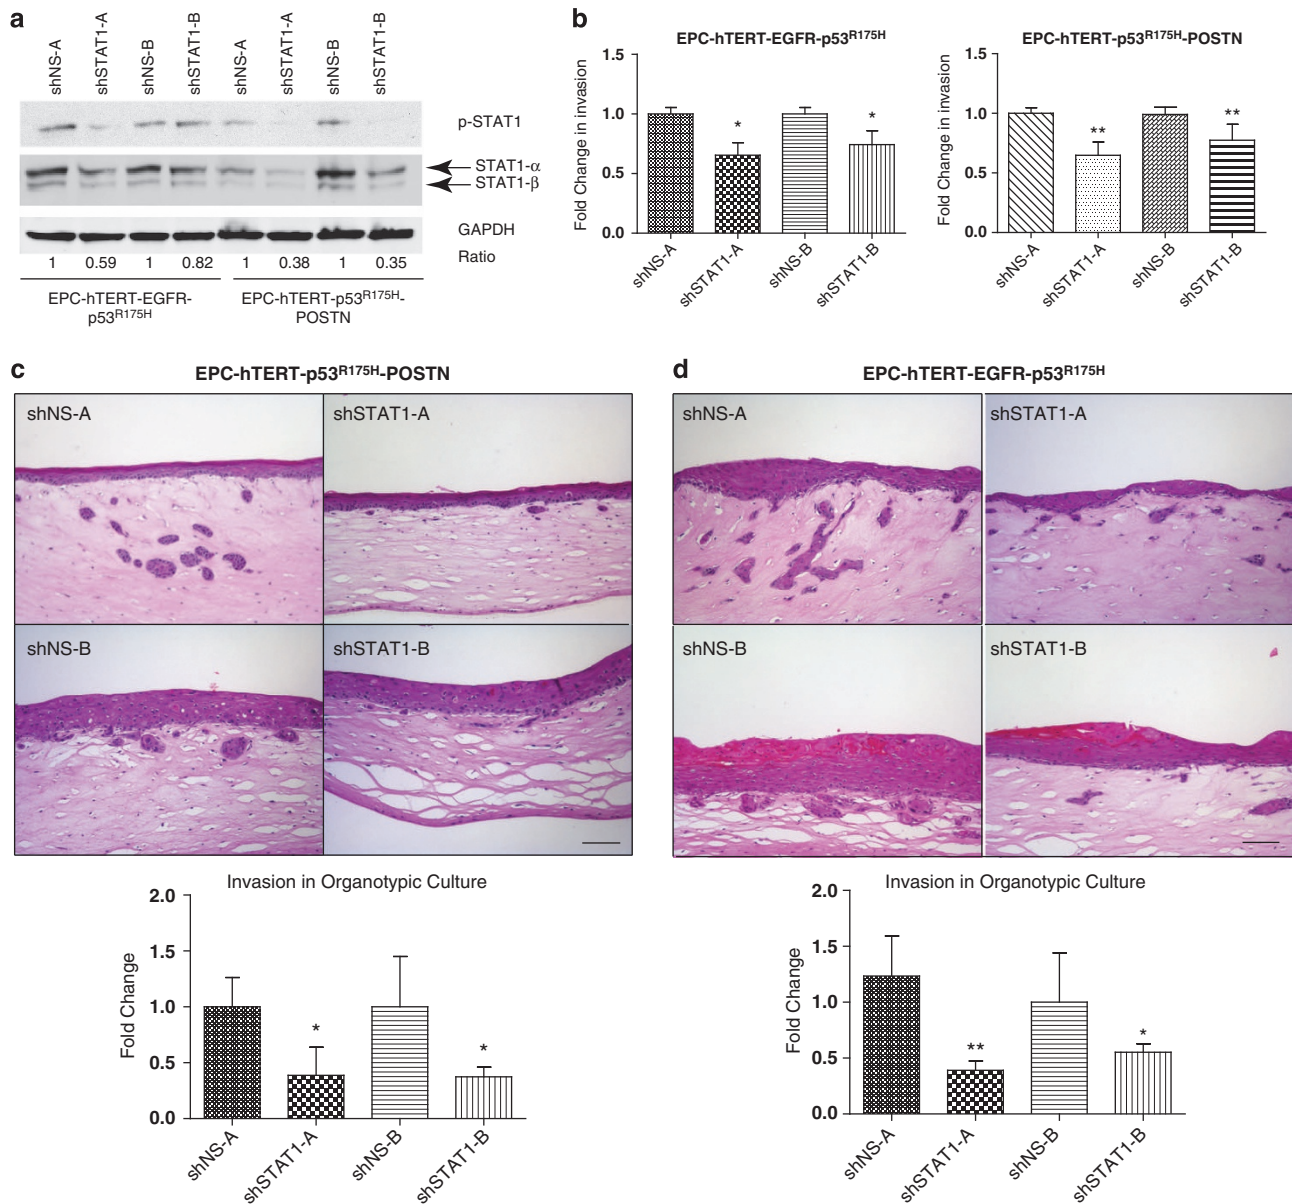 a
shNS-A
shSTAT1-A
shNS-B
shSTAT1-B
shNS-A
shSTAT1-A
shNS-B
shSTAT1-B
p-STAT1
STAT1-α
STAT1-β
GAPDH
Ratio
1 0.59 1 0.82 1 0.38 1 0.35
EPC-hTERT-EGFR-
p53R175H
EPC-hTERT-p53R175H-
POSTN
b
EPC-hTERT-EGFR-p53R175H
Fold Change in invasion
1.5
1.0
0.5
0.0
*
*
shNS-A
shSTAT1-A
shNS-B
shSTAT1-B
EPC-hTERT-p53R175H-POSTN
Fold Change in invasion
1.5
1.0
0.5
0.0
**
**
shNS-A
shSTAT1-A
shNS-B
shSTAT1-B
c
EPC-hTERT-p53R175H-POSTN
shNS-A
shSTAT1-A
shNS-B
shSTAT1-B
Invasion in Organotypic Culture
Fold Change
2.0
1.5
1.0
0.5
0.0
*
*
shNS-A
shSTAT1-A
shNS-B
shSTAT1-B
d
EPC-hTERT-EGFR-p53R175H
shNS-A
shSTAT1-A
shNS-B
shSTAT1-B
Invasion in Organotypic Culture
Fold Change
2.0
1.5
1.0
0.5
0.0
**
*
shNS-A
shSTAT1-A
shNS-B
shSTAT1-B